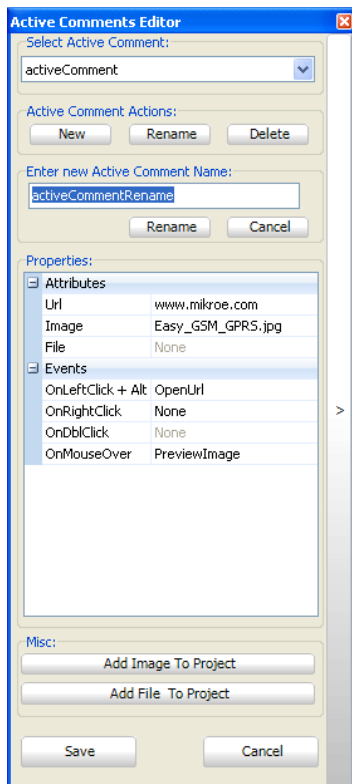 Active Comments Editor
Select Active Comment:
activeComment
Active Comment Actions:
New Rename Delete
Enter new Active Comment Name:
activeCommentRename
Rename Cancel
Properties:
Attributes
Url www.mikroe.com
Image Easy_GSM_GPRS.jpg
File None
Events
OnLeftClick + Alt OpenUrl
OnRightClick None
OnDblClick None
OnMouseOver PreviewImage
>
Misc:
Add Image To Project
Add File To Project
Save Cancel